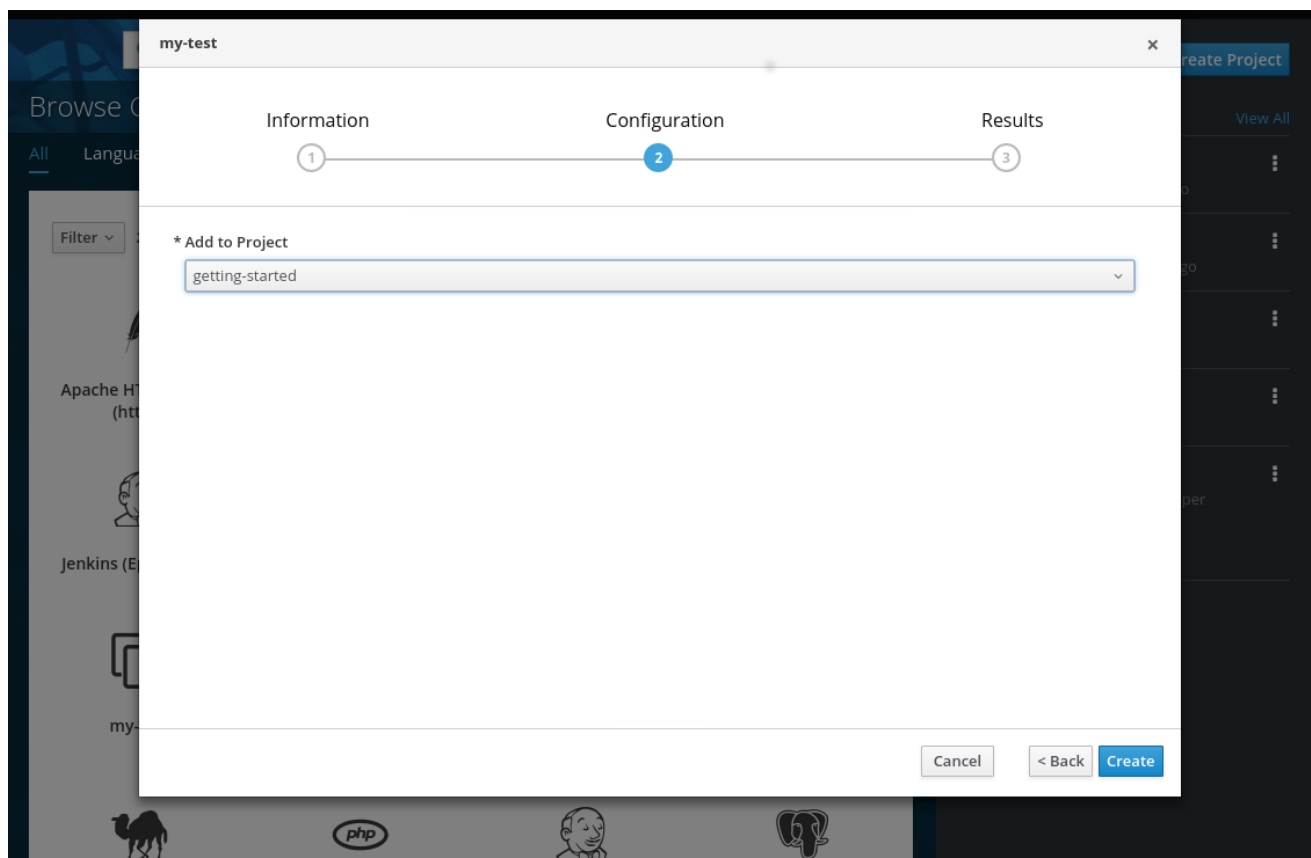 my-test
×
reate Project
Browse
View All
Information
Configuration
Results
All
1
2
3
Filter
* Add to Project
getting-started
Apache
Jenkins
my-
Cancel
< Back
Create
php